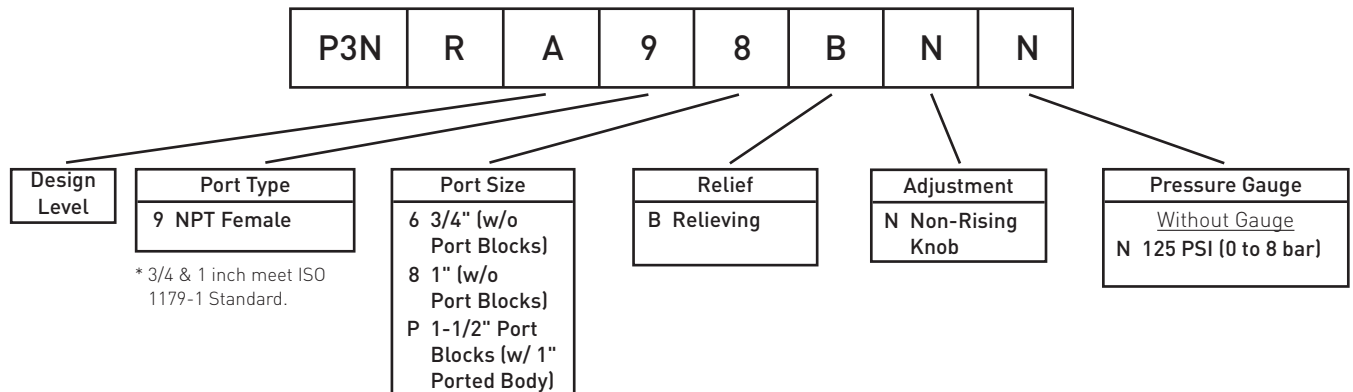 P3N R A 9 8 B N N
Design
Level
Port Type
9 NPT Female
* 3/4 & 1 inch meet ISO
1179-1 Standard.
Port Size
6 3/4" (w/o
Port Blocks)
8 1" (w/o
Port Blocks)
P 1-1/2" Port
Blocks (w/ 1"
Ported Body)
Relief
B Relieving
Adjustment
N Non-Rising
Knob
Pressure Gauge
Without Gauge
N 125 PSI (0 to 8 bar)